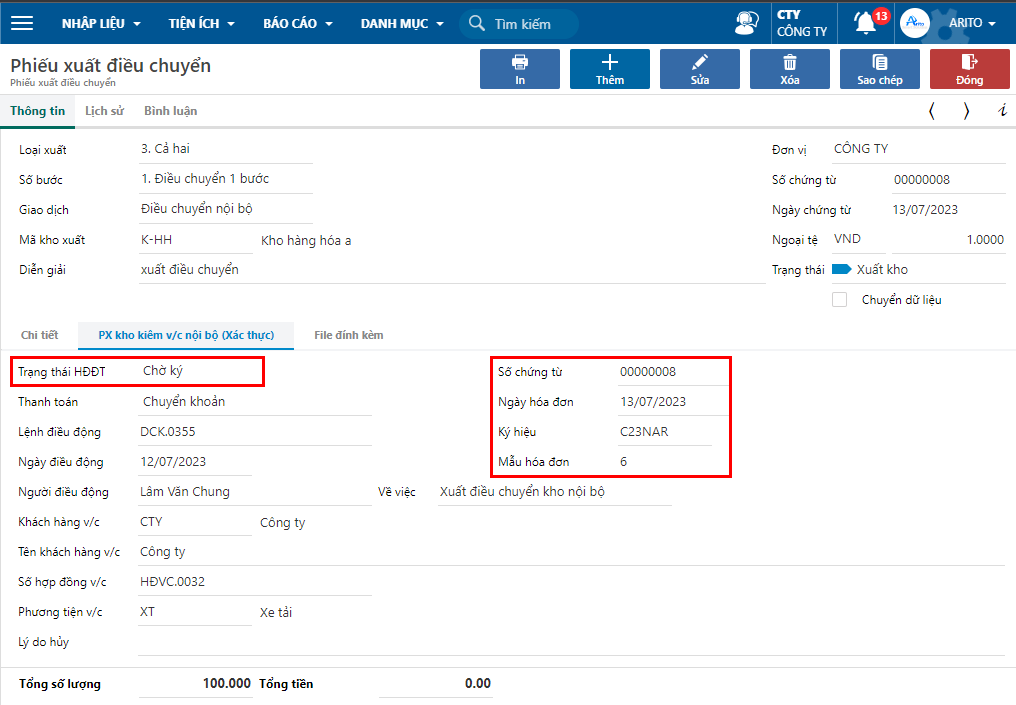 NHẬP LIỆU TIỆN ÍCH BÁO CÁO DANH MỤC Tìm kiếm CTY CÔNG TY 13 Arito ARITO
Phiếu xuất điều chuyển
Phiếu xuất điều chuyển
In Thêm Sửa Xóa Sao chép Đóng
Thông tin Lịch sử Bình luận
Loại xuất 3. Cả hai Đơn vị CÔNG TY
Số bước 1. Điều chuyển 1 bước Số chứng từ 00000008
Giao dịch Điều chuyển nội bộ Ngày chứng từ 13/07/2023
Mã kho xuất K-HH Kho hàng hóa a Ngoại tệ VND 1.0000
Diễn giải xuất điều chuyển Trạng thái Xuất kho
Chuyển dữ liệu
Chi tiết PX kho kiêm v/c nội bộ (Xác thực) File đính kèm
Trạng thái HĐĐT Chờ ký Số chứng từ 00000008
Thanh toán Chuyển khoản Ngày hóa đơn 13/07/2023
Lệnh điều động DCK.0355 Ký hiệu C23NAR
Ngày điều động 12/07/2023 Mẫu hóa đơn 6
Người điều động Lâm Văn Chung Về việc Xuất điều chuyển kho nội bộ
Khách hàng v/c CTY Công ty
Tên khách hàng v/c Công ty
Số hợp đồng v/c HĐVC.0032
Phương tiện v/c XT Xe tải
Lý do hủy
Tổng số lượng 100.000 Tổng tiền 0.00